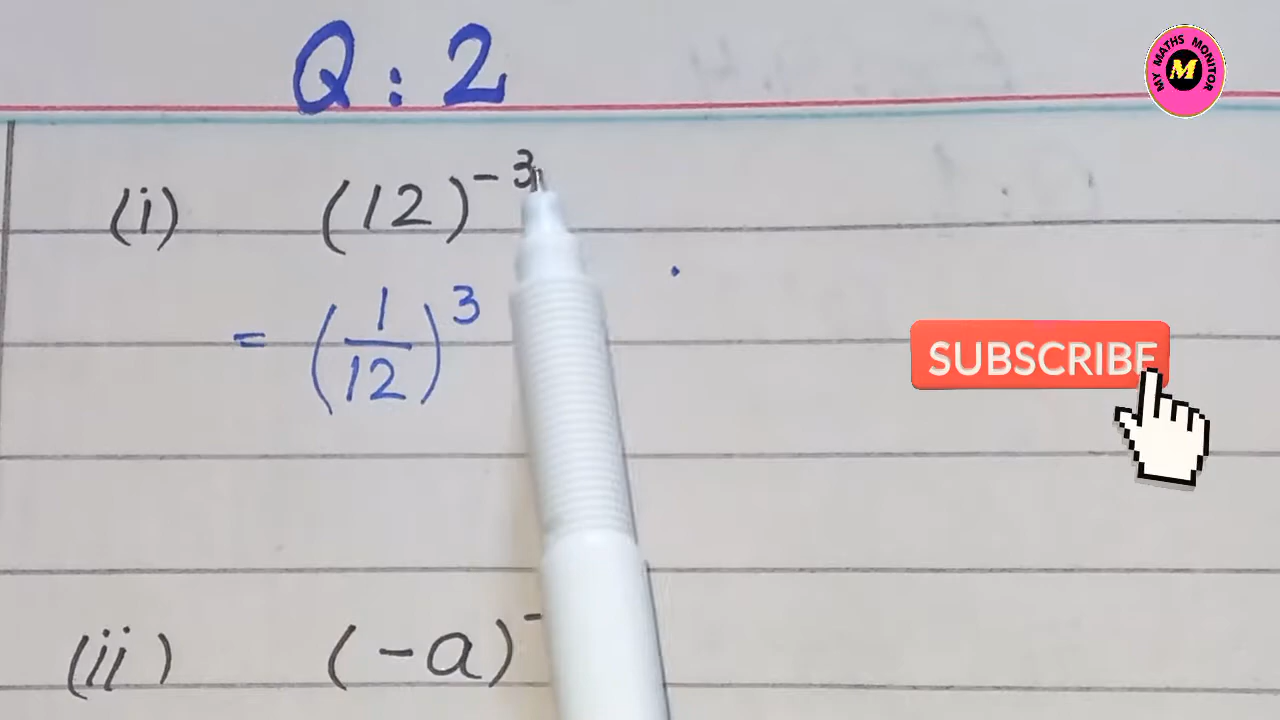 Q : 2
MY MATHS MONITOR
M
(i) (12)⁻³
= (1/12)³
SUBSCRIBE
(ii) (-a)⁻